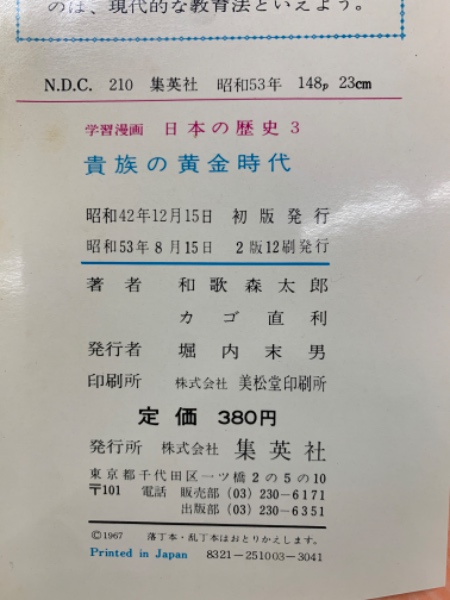 のは、現代的な教育法といえよう。
N.D.C. 210 集英社 昭和53年 148p 23cm
学習漫画 日本の歴史 3
貴族の黄金時代
昭和42年12月15日 初版発行
昭和53年8月15日 2版12刷発行
著者 和歌森太郎
カゴ直利
発行者 堀内末男
印刷所 株式会社 美松堂印刷所
定価 380円
発行所 株式会社 集英社
東京都千代田区一ツ橋2の5の10
〒101 電話 販売部 (03) 230-6171
出版部 (03) 230-6351
©1967 落丁本・乱丁本はおとりかえします。
Printed in Japan 8321-251003-3041